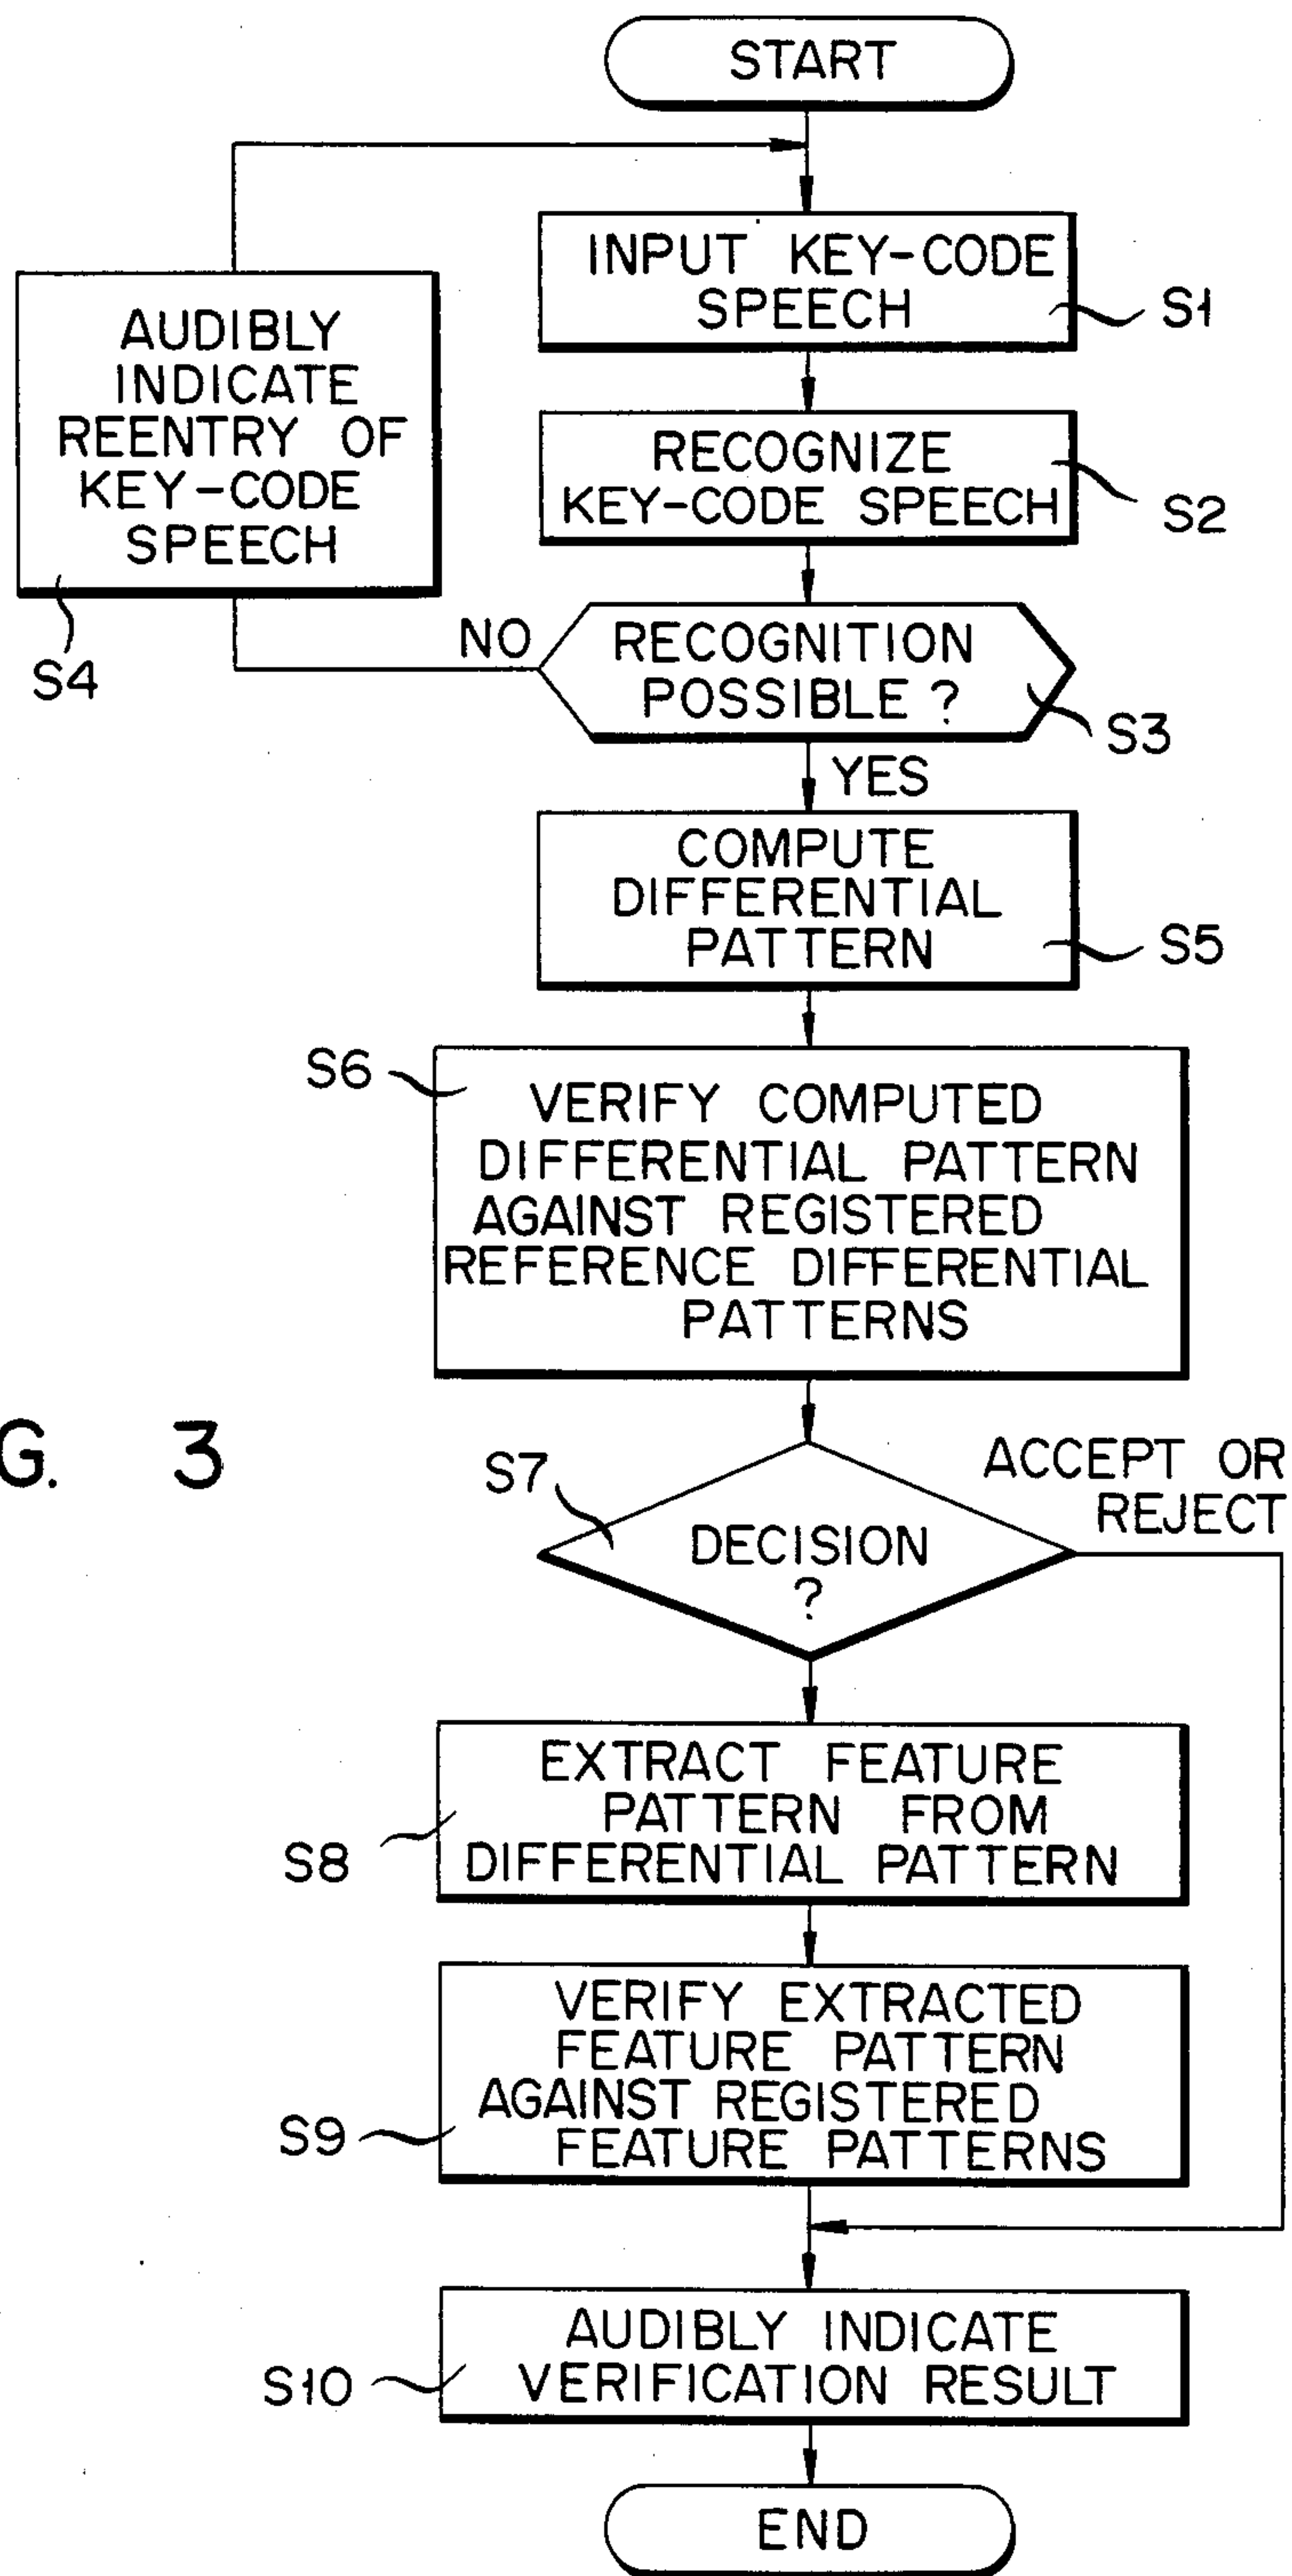 START
INPUT KEY-CODE
SPEECH
S1
AUDIBLY
INDICATE
REENTRY OF
KEY-CODE
SPEECH
S4
RECOGNIZE
KEY-CODE SPEECH
S2
NO
RECOGNITION
POSSIBLE ?
S3
YES
COMPUTE
DIFFERENTIAL
PATTERN
S5
S6
VERIFY COMPUTED
DIFFERENTIAL PATTERN
AGAINST REGISTERED
REFERENCE DIFFERENTIAL
PATTERNS
G. 3
S7
DECISION
?
ACCEPT OR
REJECT
EXTRACT FEATURE
PATTERN FROM
DIFFERENTIAL PATTERN
S8
VERIFY EXTRACTED
FEATURE PATTERN
AGAINST REGISTERED
FEATURE PATTERNS
S9
AUDIBLY INDICATE
VERIFICATION RESULT
S10
END